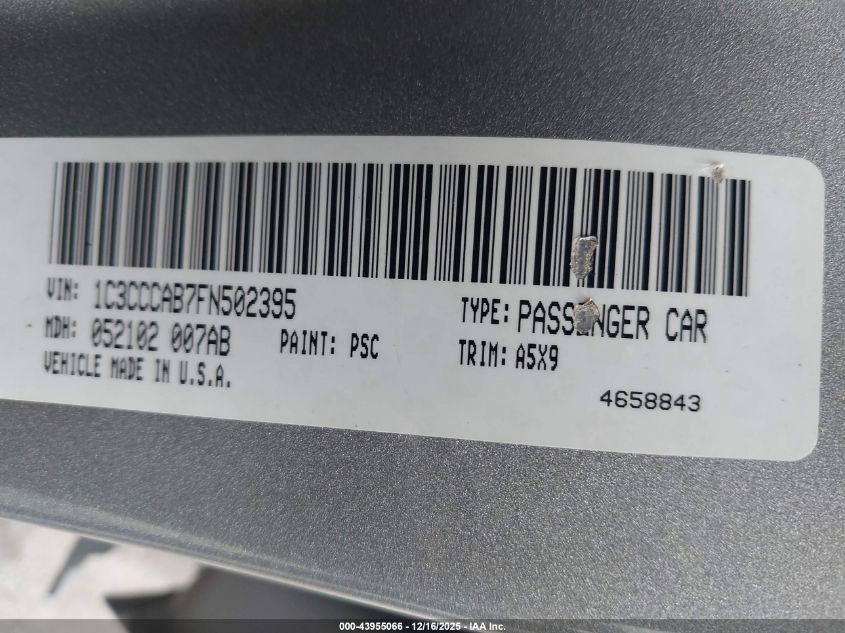 VIN: 1C3CCCAB7FN502395
MDH: 052102 007AB
PAINT: PSC
VEHICLE MADE IN U.S.A.
TYPE: PASSENGER CAR
TRIM: A5X9
4658843
000-43955066 - 12/16/2025 - IAA Inc.